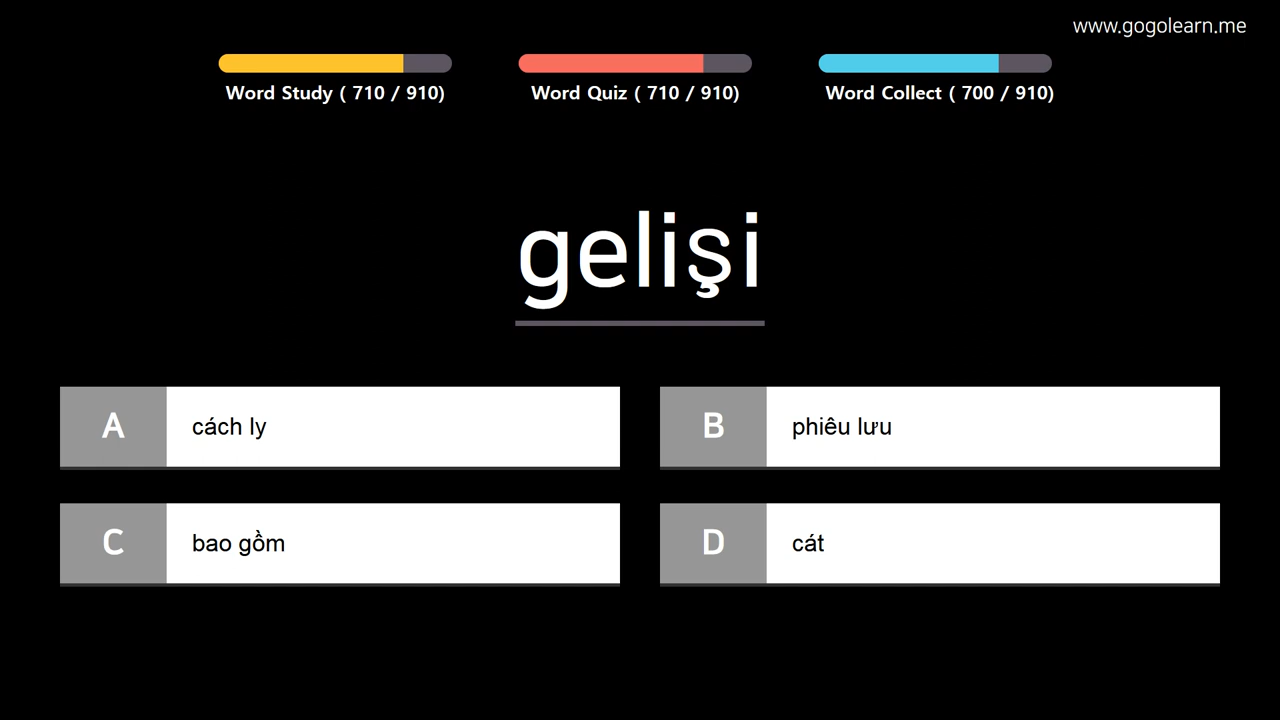 www.gogolearn.me
Word Study ( 710 / 910)
Word Quiz ( 710 / 910)
Word Collect ( 700 / 910)
gelişi
A cách ly
B phiêu lưu
C bao gồm
D cát